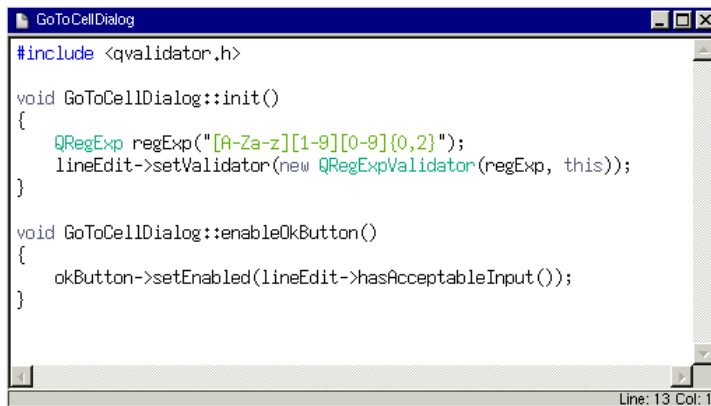 GoToCellDialog
#include <qvalidator.h>
void GoToCellDialog::init()
{
QRegExp regExp("[A-Za-z][1-9][0-9]{0,2}");
lineEdit->setValidator(new QRegExpValidator(regExp, this));
}
void GoToCellDialog::enableOkButton()
{
okButton->setEnabled(lineEdit->hasAcceptableInput());
}
Line: 13 Col: 1